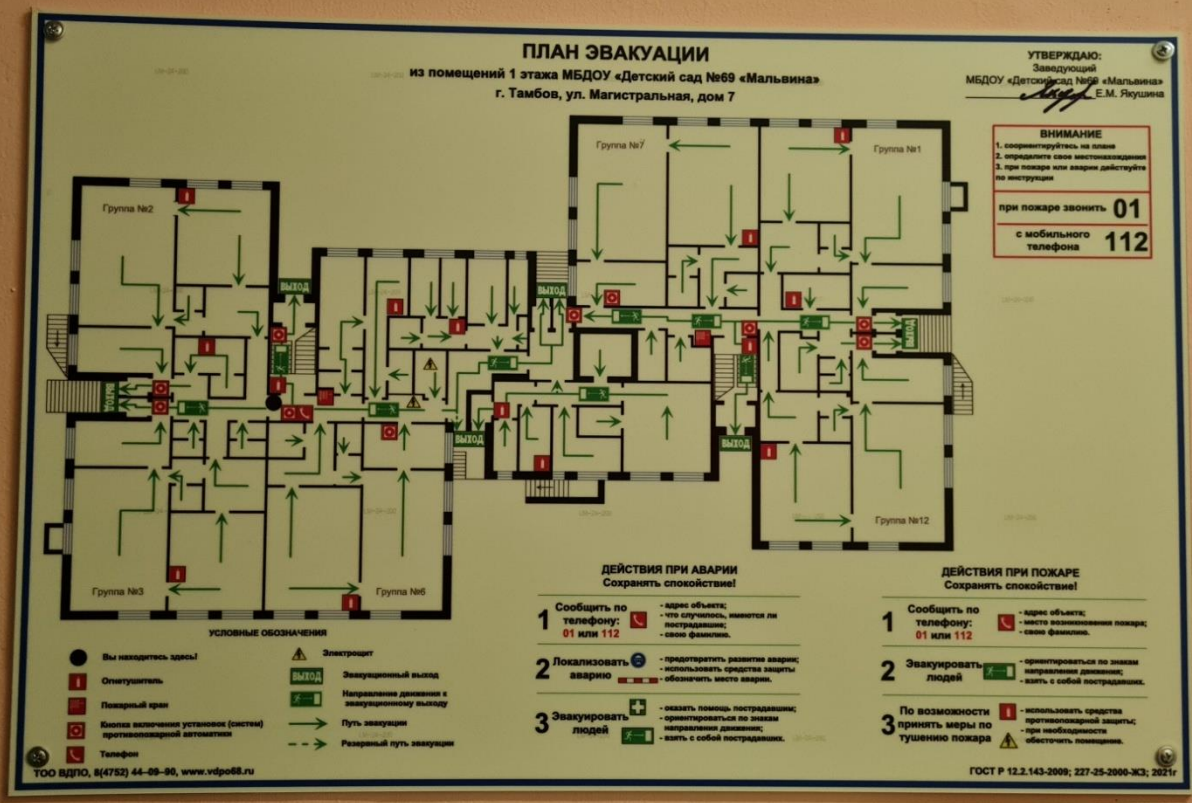 ПЛАН ЭВАКУАЦИИ
из помещений 1 этажа МБДОУ «Детский сад №69 «Мальвина»
г. Тамбов, ул. Магистральная, дом 7
УТВЕРЖДАЮ:
Заведующий
МБДОУ «Детский сад №69 «Мальвина»
Е.М. Якушина
ВНИМАНИЕ
1. сориентируйтесь на плане
2. определите свое местонахождения
3. при пожаре или аварии действуйте
по инструкции
при пожаре звонить 01
с мобильного
телефона 112
Группа №7
Группа №1
Группа №2
ВЫХОД
ВЫХОД
ВЫХОД
ВЫХОД
ВЫХОД
ВЫХОД
Группа №12
Группа №3
Группа №6
УСЛОВНЫЕ ОБОЗНАЧЕНИЯ
Вы находитесь здесь!
Огнетушитель
Пожарный кран
Кнопка включения установок (систем)
противопожарной автоматики
Телефон
Электрощит
ВЫХОД
Эвакуационный выход
Направление движения к
эвакуационному выходу
Путь эвакуации
Резервный путь эвакуации
ДЕЙСТВИЯ ПРИ АВАРИИ
Сохранять спокойствие!
1 Сообщить по
телефону:
01 или 112
- адрес объекта;
- что случилось, имеются ли
пострадавшие;
- свою фамилию.
2 Локализовать
аварию
- предотвратить развитие аварии;
- использовать средства защиты
- обозначить место аварии.
3 Эвакуировать
людей
- оказать помощь пострадавшим;
- ориентироваться по знакам
направления движения;
- взять с собой пострадавших.
ДЕЙСТВИЯ ПРИ ПОЖАРЕ
Сохранять спокойствие!
1 Сообщить по
телефону:
01 или 112
- адрес объекта;
- место возникновения пожара;
- свою фамилию.
2 Эвакуировать
людей
- ориентироваться по знакам
направления движения;
- взять с собой пострадавших.
3 По возможности
принять меры по
тушению пожара
- использовать средства
противопожарной защиты;
- при необходимости
обесточить помещение.
ТОО ВДПО, 8(4752) 44-09-90, www.vdpo68.ru
ГОСТ Р 12.2.143-2009; 227-25-2000-ЖЗ; 2021г